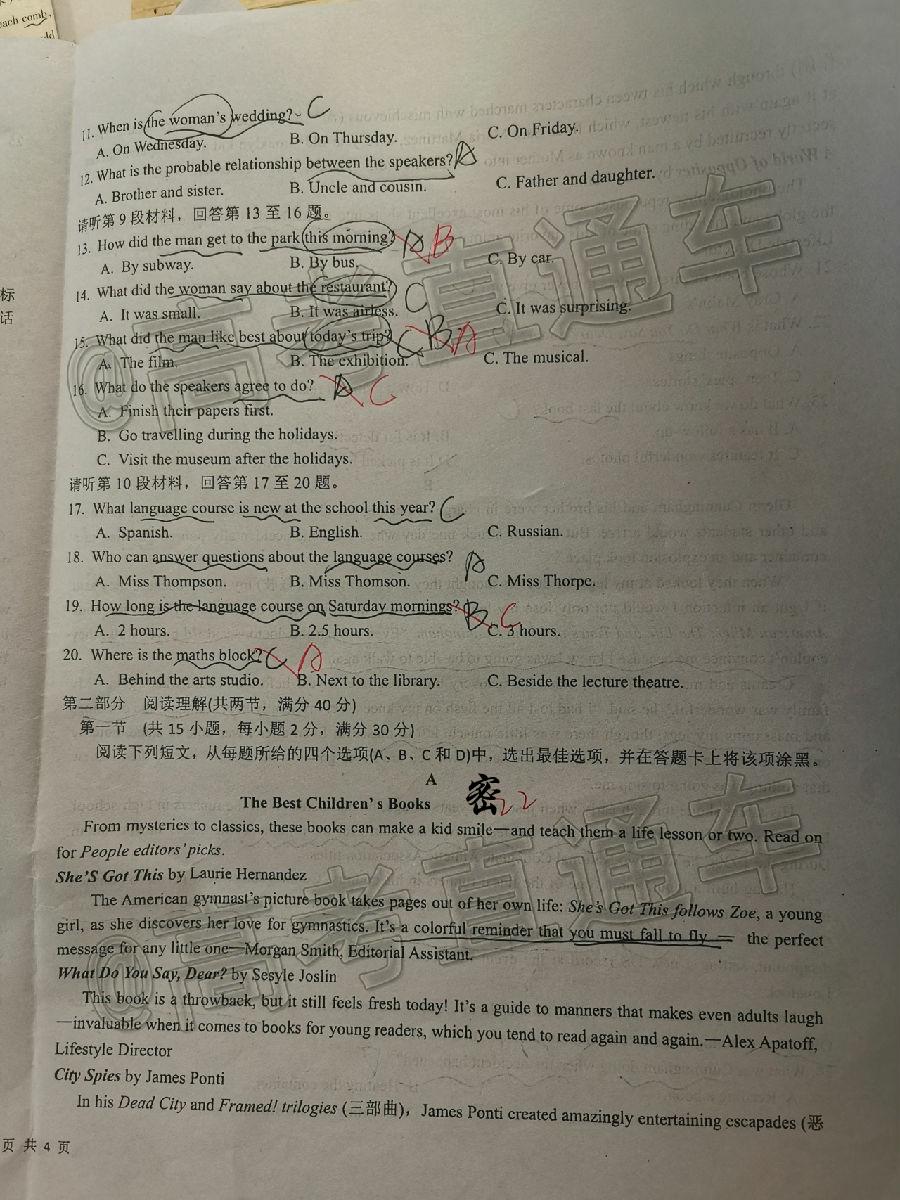 each comb,
11. When is the woman's wedding? C
A. On Wednesday. B. On Thursday. C. On Friday.
12. What is the probable relationship between the speakers? A
A. Brother and sister. B. Uncle and cousin. C. Father and daughter.
请听第9段材料，回答第13至16题。
13. How did the man get to the park this morning? A B
A. By subway. B. By bus. C. By car.
14. What did the woman say about the restaurant? C
A. It was small. B. It was airless. C. It was surprising.
15. What did the man like best about today's trip? C B A
A. The film. B. The exhibition. C. The musical.
16. What do the speakers agree to do? A C
A. Finish their papers first.
B. Go travelling during the holidays.
C. Visit the museum after the holidays.
请听第10段材料，回答第17至20题。
17. What language course is new at the school this year? C
A. Spanish. B. English. C. Russian.
18. Who can answer questions about the language courses? A
A. Miss Thompson. B. Miss Thomson. C. Miss Thorpe.
19. How long is the language course on Saturday mornings? B C
A. 2 hours. B. 2.5 hours. C. 3 hours.
20. Where is the maths block? C A
A. Behind the arts studio. B. Next to the library. C. Beside the lecture theatre.
第二部分 阅读理解(共两节，满分40分)
第一节 (共15小题，每小题2分，满分30分)
阅读下列短文，从每题所给的四个选项(A、B、C和D)中，选出最佳选项，并在答题卡上将该项涂黑。
A
The Best Children's Books 密 22
From mysteries to classics, these books can make a kid smile—and teach them a life lesson or two. Read on
for People editors' picks.
She'S Got This by Laurie Hernandez
The American gymnast's picture book takes pages out of her own life: She's Got This follows Zoe, a young
girl, as she discovers her love for gymnastics. It's a colorful reminder that you must fall to fly — the perfect
message for any little one—Morgan Smith, Editorial Assistant.
What Do You Say, Dear? by Sesyle Joslin
This book is a throwback, but it still feels fresh today! It's a guide to manners that makes even adults laugh
—invaluable when it comes to books for young readers, which you tend to read again and again.—Alex Apatoff,
Lifestyle Director
City Spies by James Ponti
In his Dead City and Framed! trilogies (三部曲), James Ponti created amazingly entertaining escapades (恶
标
话
页 共 4 页
@高考直通车
@高考直通车